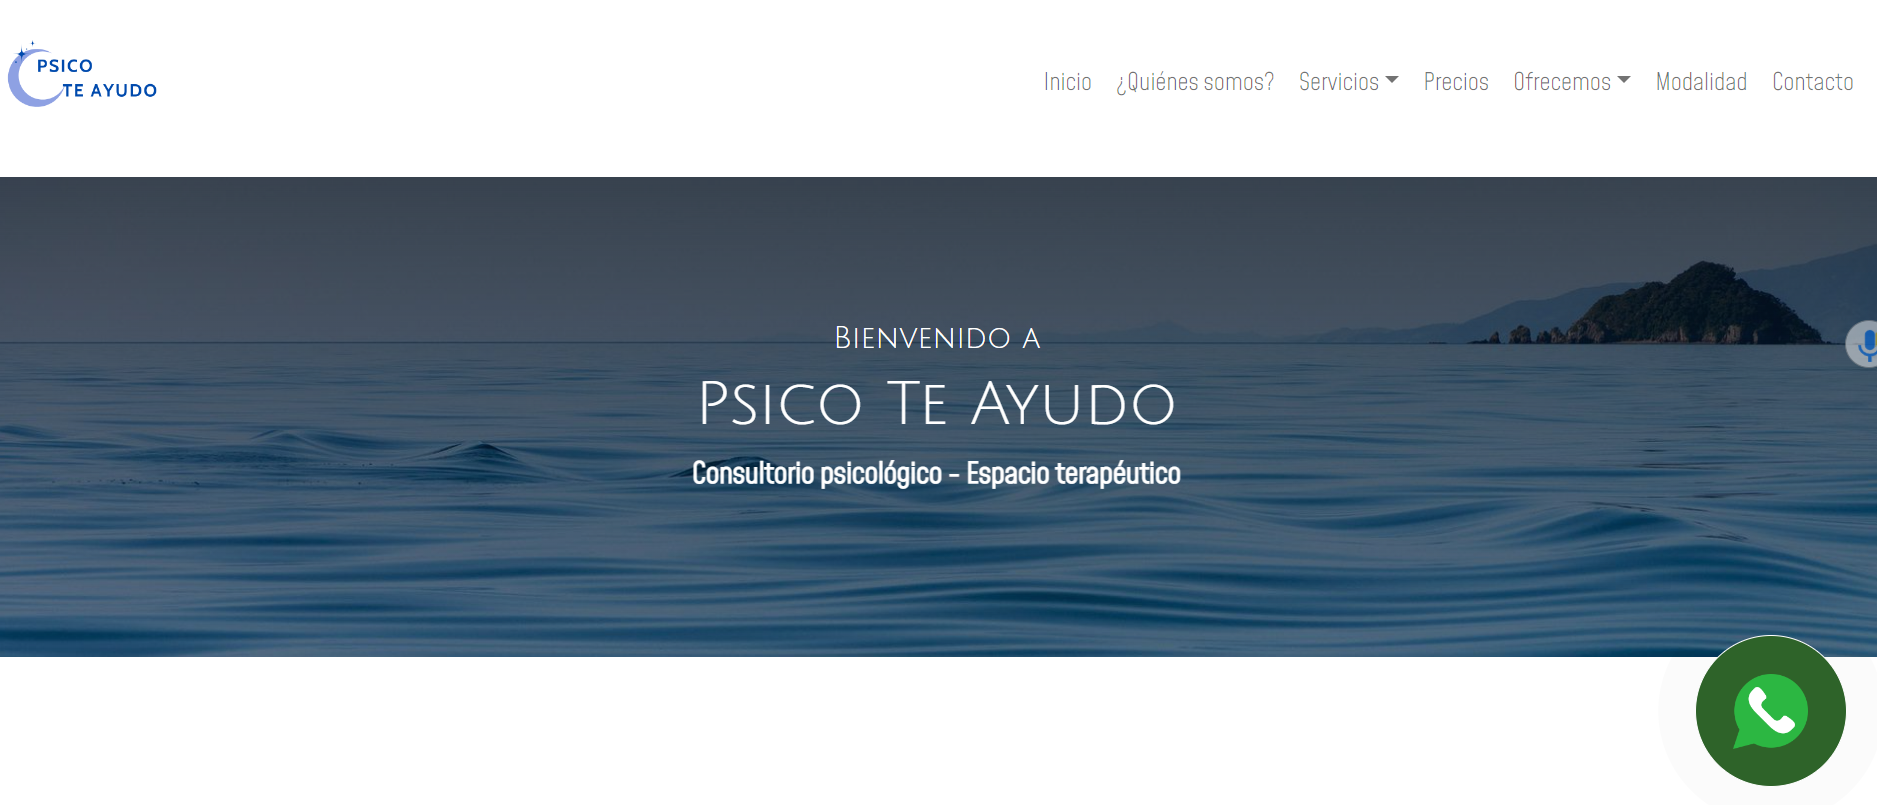 PSICO
TE AYUDO
Inicio ¿Quiénes somos? Servicios Precios Ofrecemos Modalidad Contacto
Bienvenido a
Psico Te Ayudo
Consultorio psicológico - Espacio terapéutico